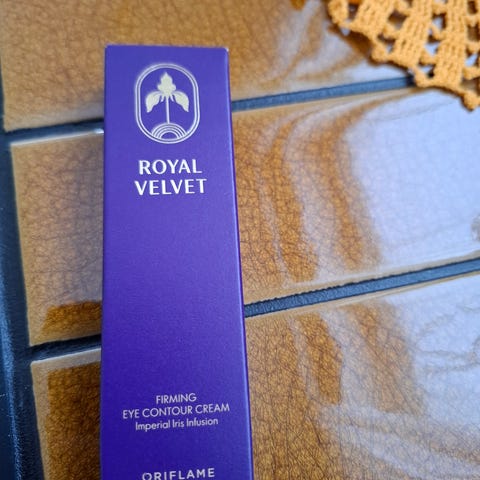 ROYAL
VELVET
FIRMING
EYE CONTOUR CREAM
Imperial Iris Infusion
ORIFLAME